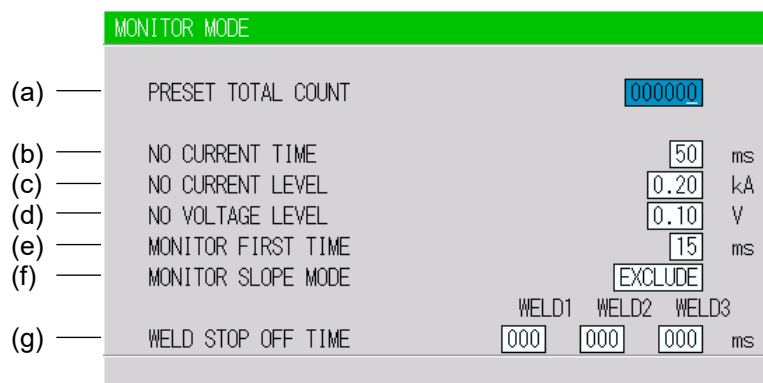 MONITOR MODE
(a) PRESET TOTAL COUNT 000000
(b) NO CURRENT TIME 50 ms
(c) NO CURRENT LEVEL 0.20 kA
(d) NO VOLTAGE LEVEL 0.10 V
(e) MONITOR FIRST TIME 15 ms
(f) MONITOR SLOPE MODE EXCLUDE
WELD1 WELD2 WELD3
(g) WELD STOP OFF TIME 000 000 000 ms